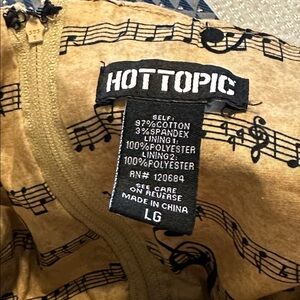 HOTTOPIC
SELF:
97%COTTON
3%SPANDEX
LINING1:
100%POLYESTER
LINING2:
100%POLYESTER
RN# 120684
SEE CARE
ON REVERSE
MADE IN CHINA
LG